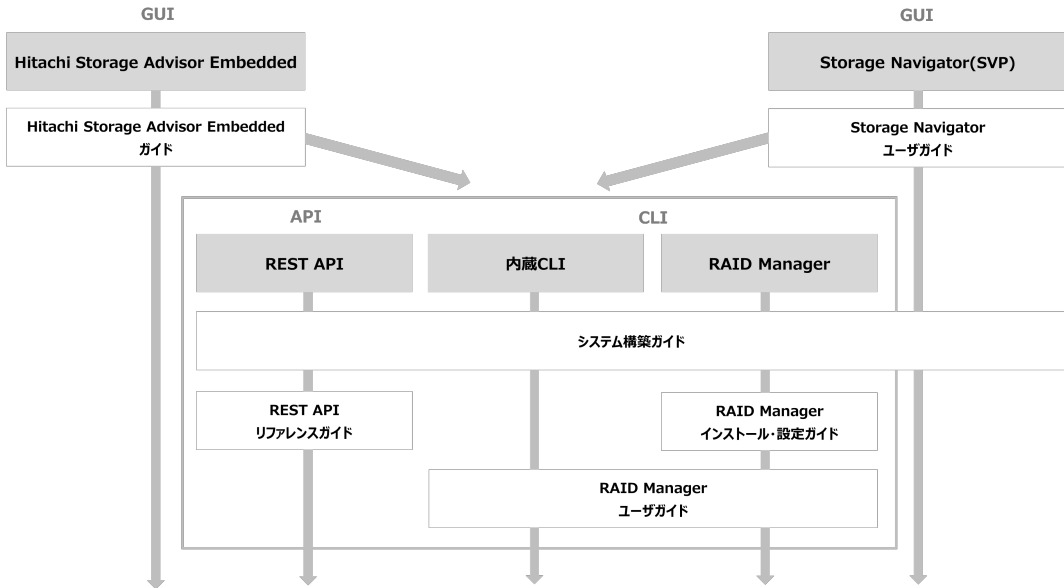 GUI
GUI
Hitachi Storage Advisor Embedded
Storage Navigator(SVP)
Hitachi Storage Advisor Embedded
ガイド
Storage Navigator
ユーザガイド
API
CLI
REST API
内蔵CLI
RAID Manager
システム構築ガイド
REST API
リファレンスガイド
RAID Manager
インストール・設定ガイド
RAID Manager
ユーザガイド